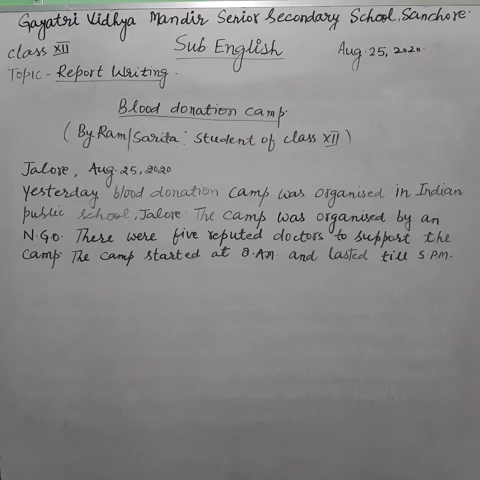 Gayatri Vidhya Mandir Senior Secondary School, Sanchore.
class XII Sub English Aug. 25, 2020.
Topic - Report Writing.
Blood donation camp.
(By Ram/Sarita: Student of class XII)
Jalore, Aug. 25, 2020
Yesterday blood donation camp was organised in Indian
public school, Jalore. The camp was organised by an
N.G.O. There were five reputed doctors to support the
camp. The camp started at 8.AM. and lasted till 5.P.M.